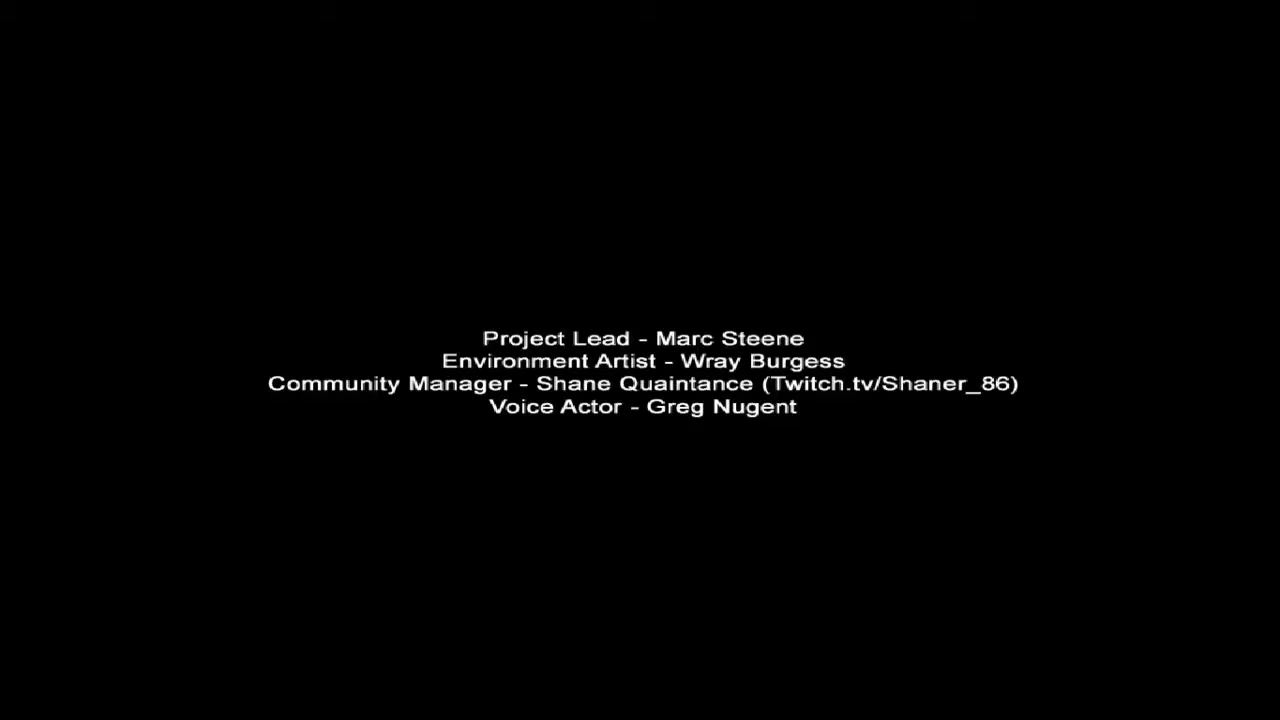 Project Lead - Marc Steene
Environment Artist - Wray Burgess
Community Manager - Shane Quaintance (Twitch.tv/Shaner_86)
Voice Actor - Greg Nugent